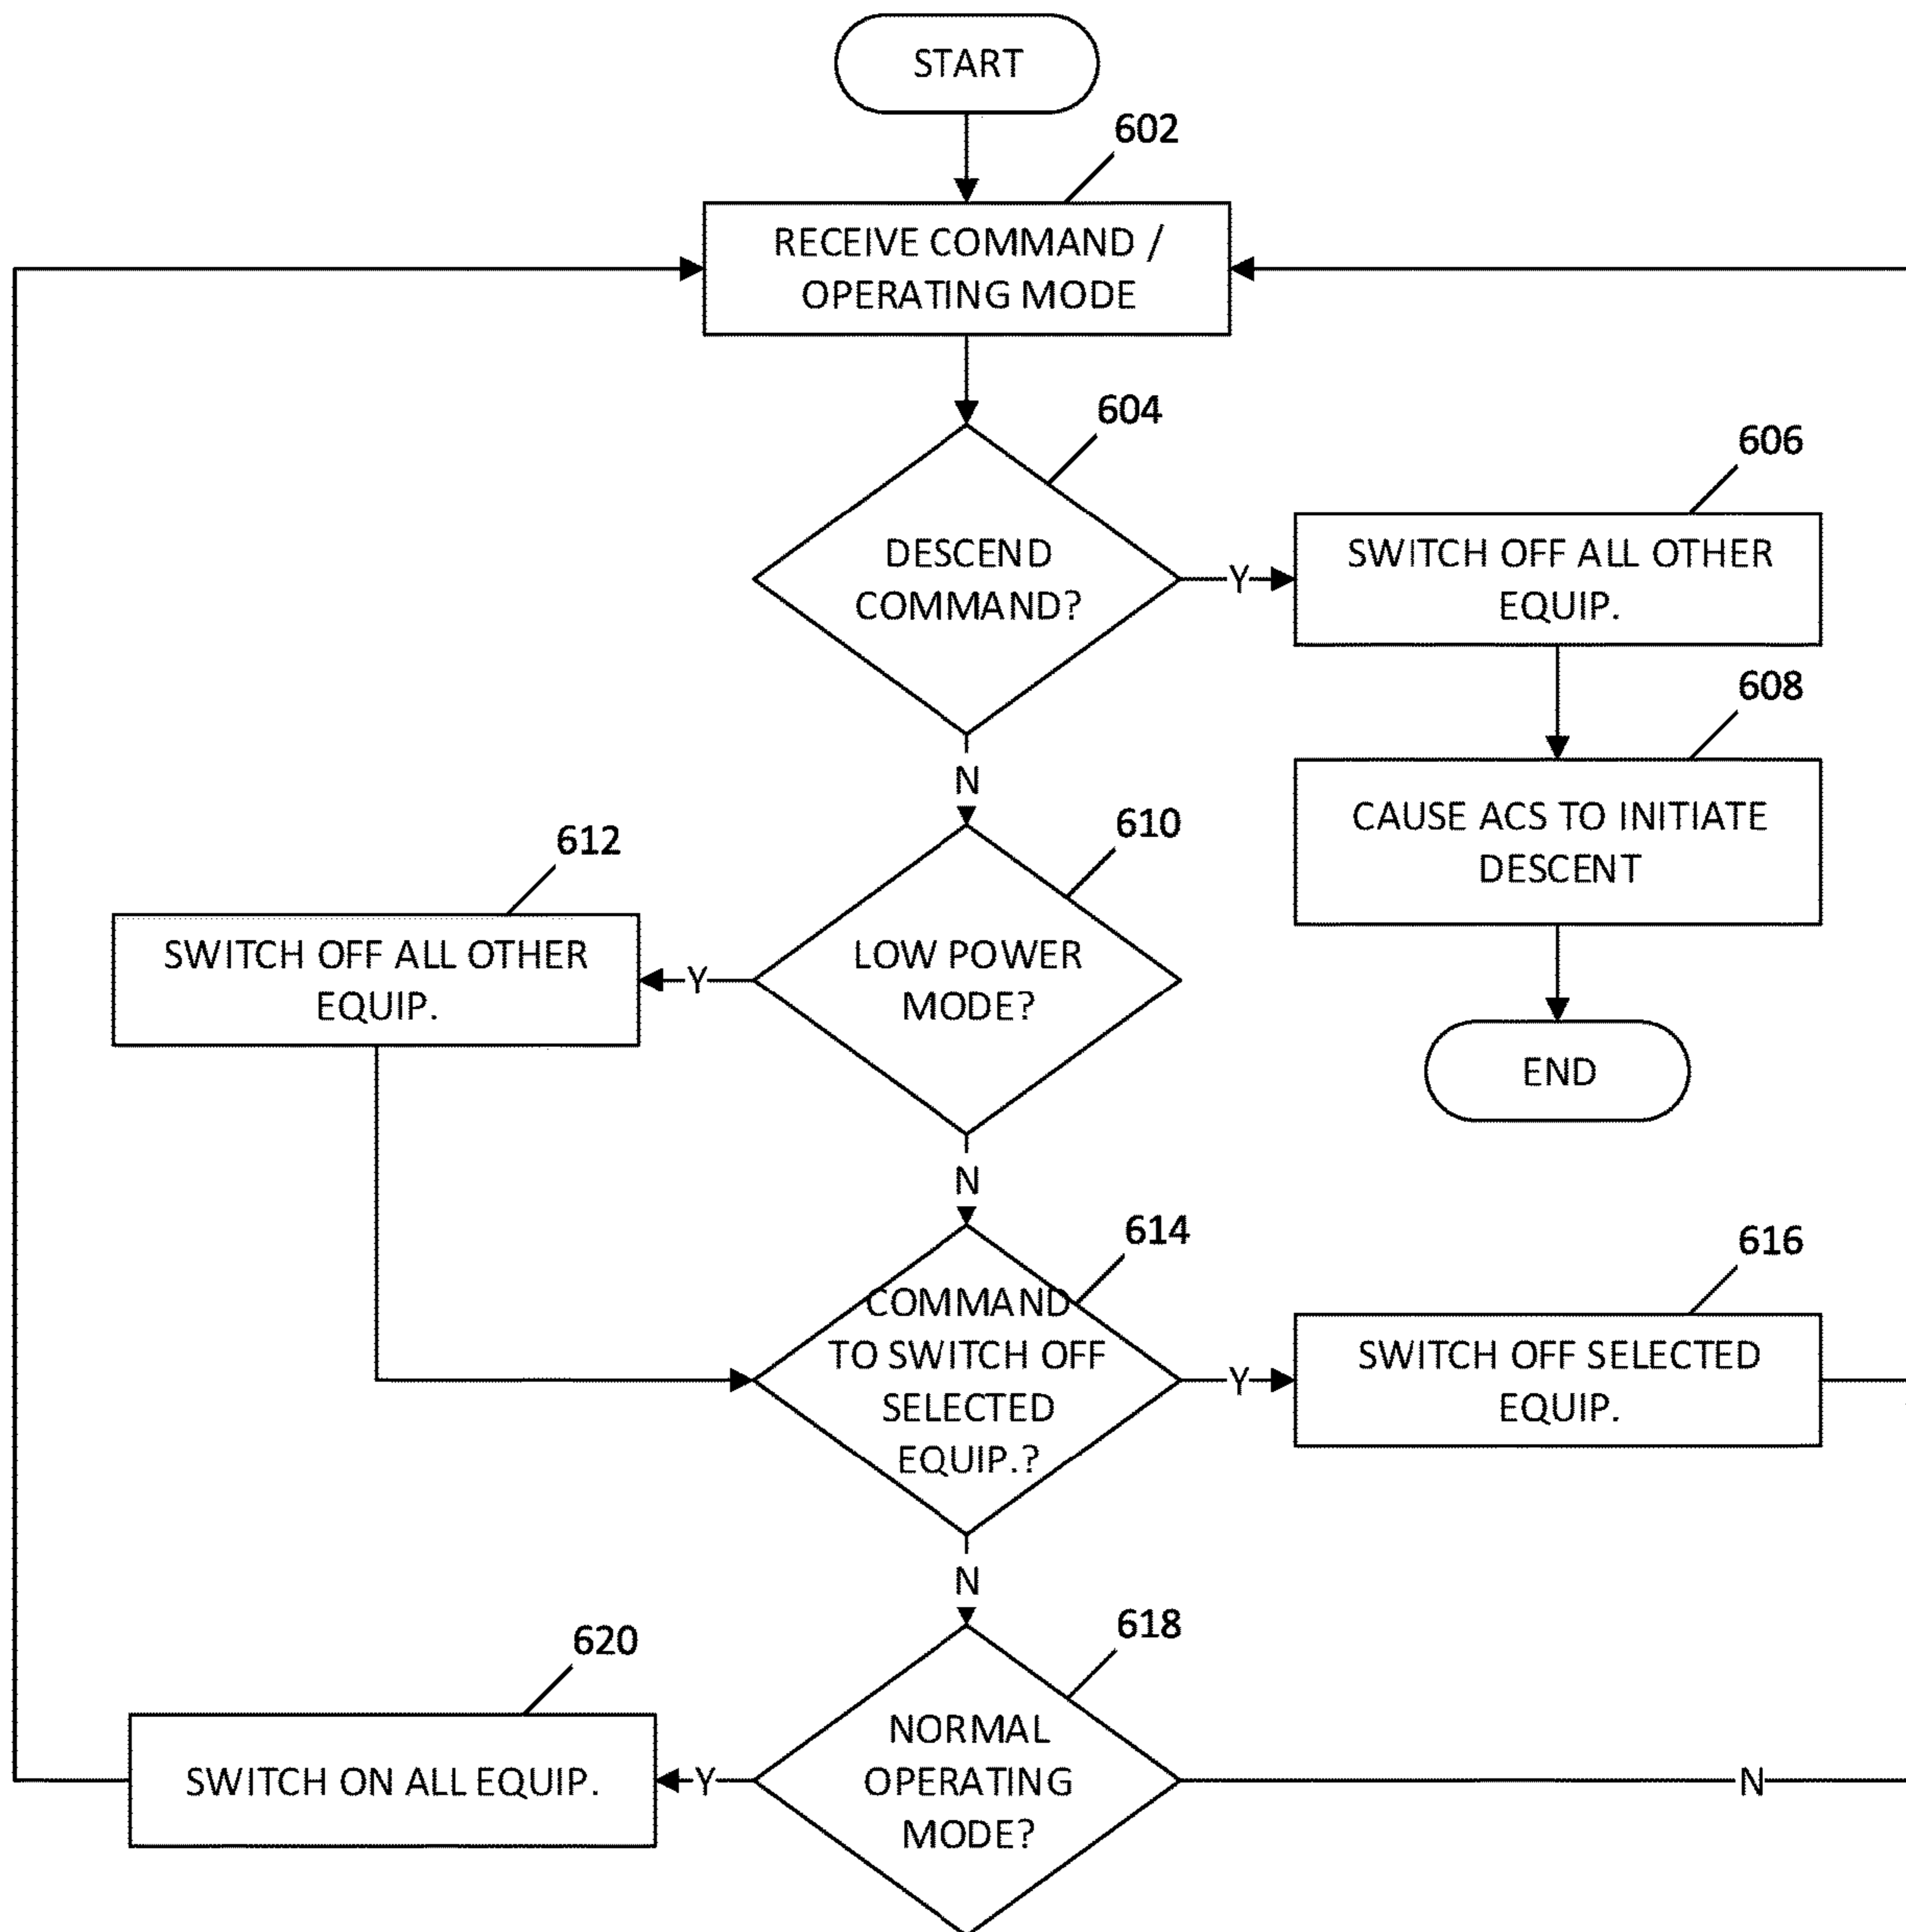 START
602
RECEIVE COMMAND /
OPERATING MODE
604
DESCEND
COMMAND?
Y
606
SWITCH OFF ALL OTHER
EQUIP.
608
CAUSE ACS TO INITIATE
DESCENT
END
N
610
LOW POWER
MODE?
Y
612
SWITCH OFF ALL OTHER
EQUIP.
N
614
COMMAND
TO SWITCH OFF
SELECTED
EQUIP.?
Y
616
SWITCH OFF SELECTED
EQUIP.
N
618
NORMAL
OPERATING
MODE?
Y
620
SWITCH ON ALL EQUIP.
N